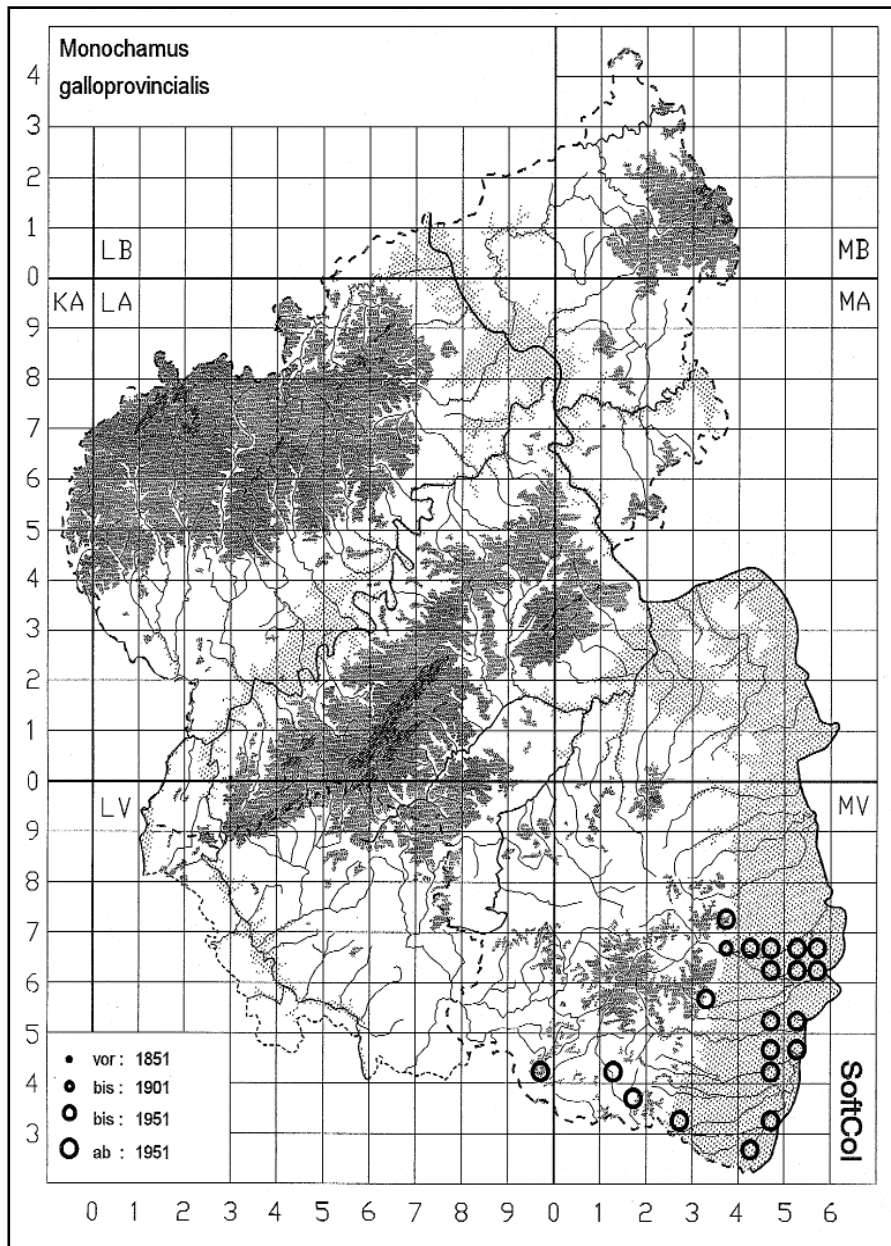 Monochamus
galloprovincialis
4
3
2
1
LB
MB
0
KA LA
MA
9
8
7
6
5
4
3
2
1
0
LV
MV
9
8
7
6
5
4
3
vor : 1851
bis : 1901
bis : 1951
ab : 1951
SoftCol
0 1 2 3 4 5 6 7 8 9 0 1 2 3 4 5 6